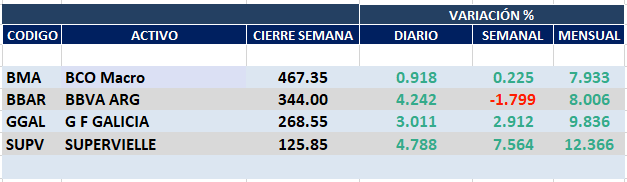 VARIACIÓN %
CODIGO ACTIVO CIERRE SEMANA DIARIO SEMANAL MENSUAL
BMA BCO Macro 467.35 0.918 0.225 7.933
BBAR BBVA ARG 344.00 4.242 -1.799 8.006
GGAL G F GALICIA 268.55 3.011 2.912 9.836
SUPV SUPERVIELLE 125.85 4.788 7.564 12.366